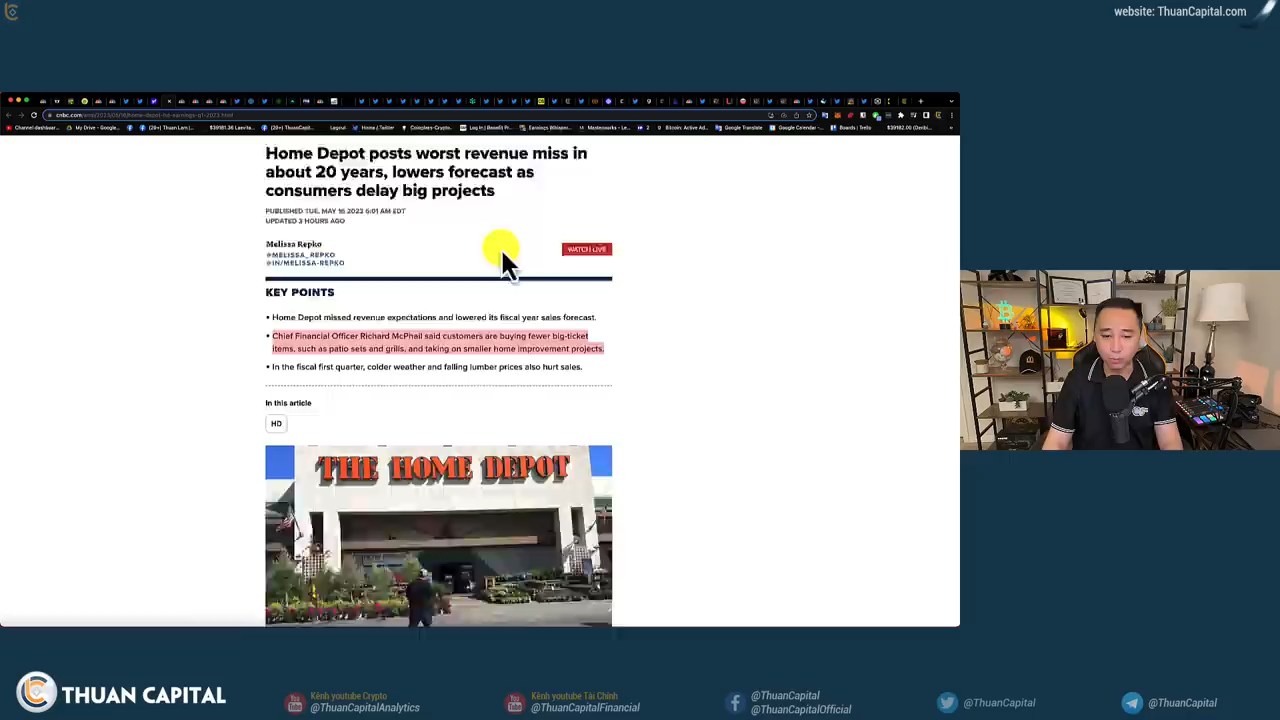 website: ThuanCapital.com
Home Depot posts worst revenue miss in
about 20 years, lowers forecast as
consumers delay big projects
PUBLISHED TUE, MAY 16 2023 6:01 AM EDT
UPDATED 3 HOURS AGO
Melissa Repko
@MELISSA_REPKO
@IN/MELISSA-REPKO
WATCH LIVE
KEY POINTS
• Home Depot missed revenue expectations and lowered its fiscal year sales forecast.
• Chief Financial Officer Richard McPhail said customers are buying fewer big-ticket
items, such as patio sets and grills, and taking on smaller home improvement projects.
• In the fiscal first quarter, colder weather and falling lumber prices also hurt sales.
In this article
HD
THE HOME DEPOT
THUAN CAPITAL
Kênh youtube Crypto
@ThuanCapitalAnalytics
Kênh youtube Tài Chính
@ThuanCapitalFinancial
@ThuanCapital
@ThuanCapitalOfficial
@ThuanCapital
@ThuanCapital